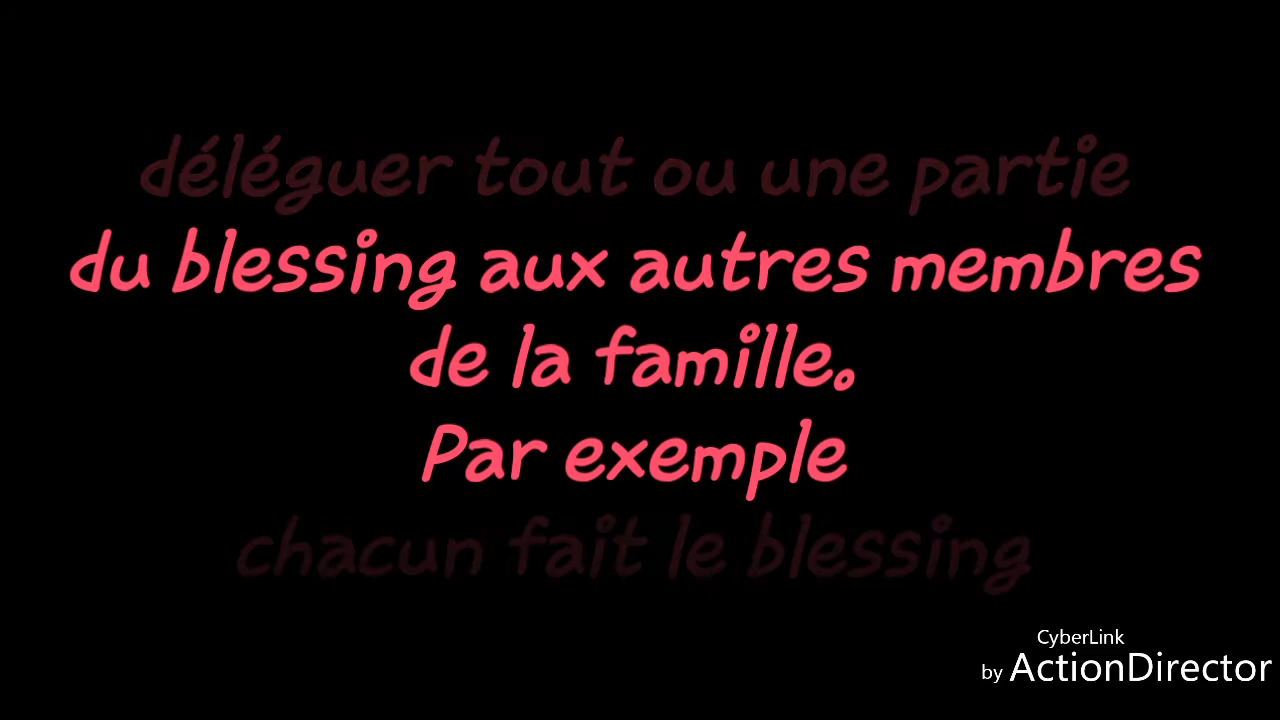 déléguer tout ou une partie
du blessing aux autres membres
de la famille.
Par exemple
chacun fait le blessing
CyberLink
by ActionDirector